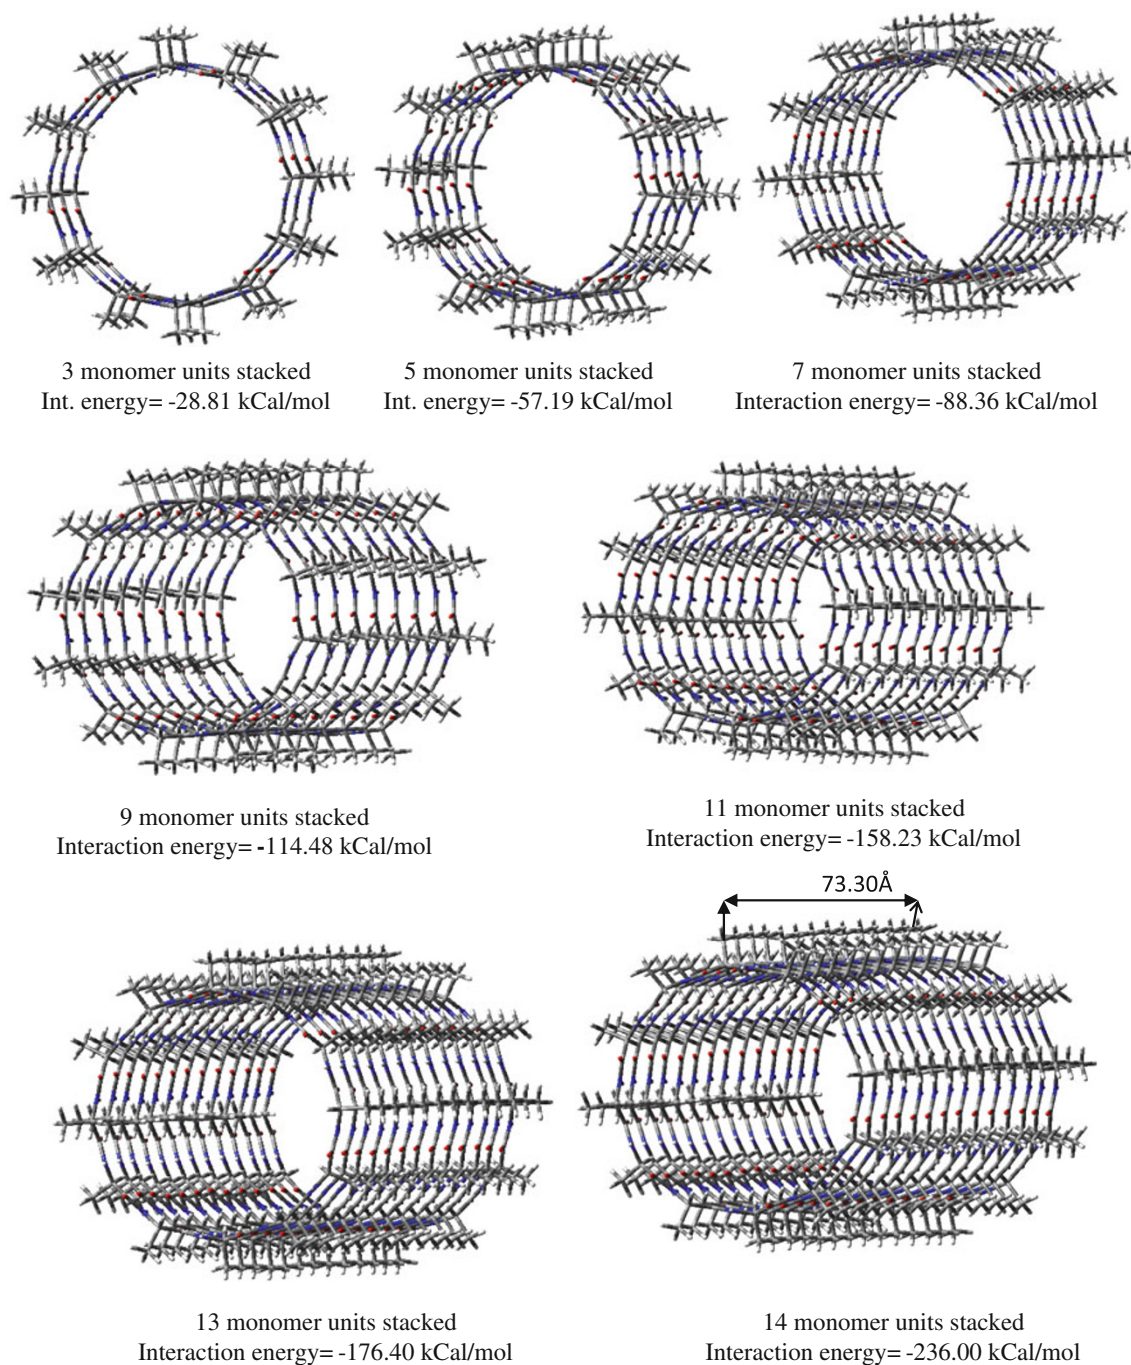 3 monomer units stacked
Int. energy= -28.81 kCal/mol
5 monomer units stacked
Int. energy= -57.19 kCal/mol
7 monomer units stacked
Interaction energy= -88.36 kCal/mol
9 monomer units stacked
Interaction energy= -114.48 kCal/mol
11 monomer units stacked
Interaction energy= -158.23 kCal/mol
73.30Å
13 monomer units stacked
Interaction energy= -176.40 kCal/mol
14 monomer units stacked
Interaction energy= -236.00 kCal/mol